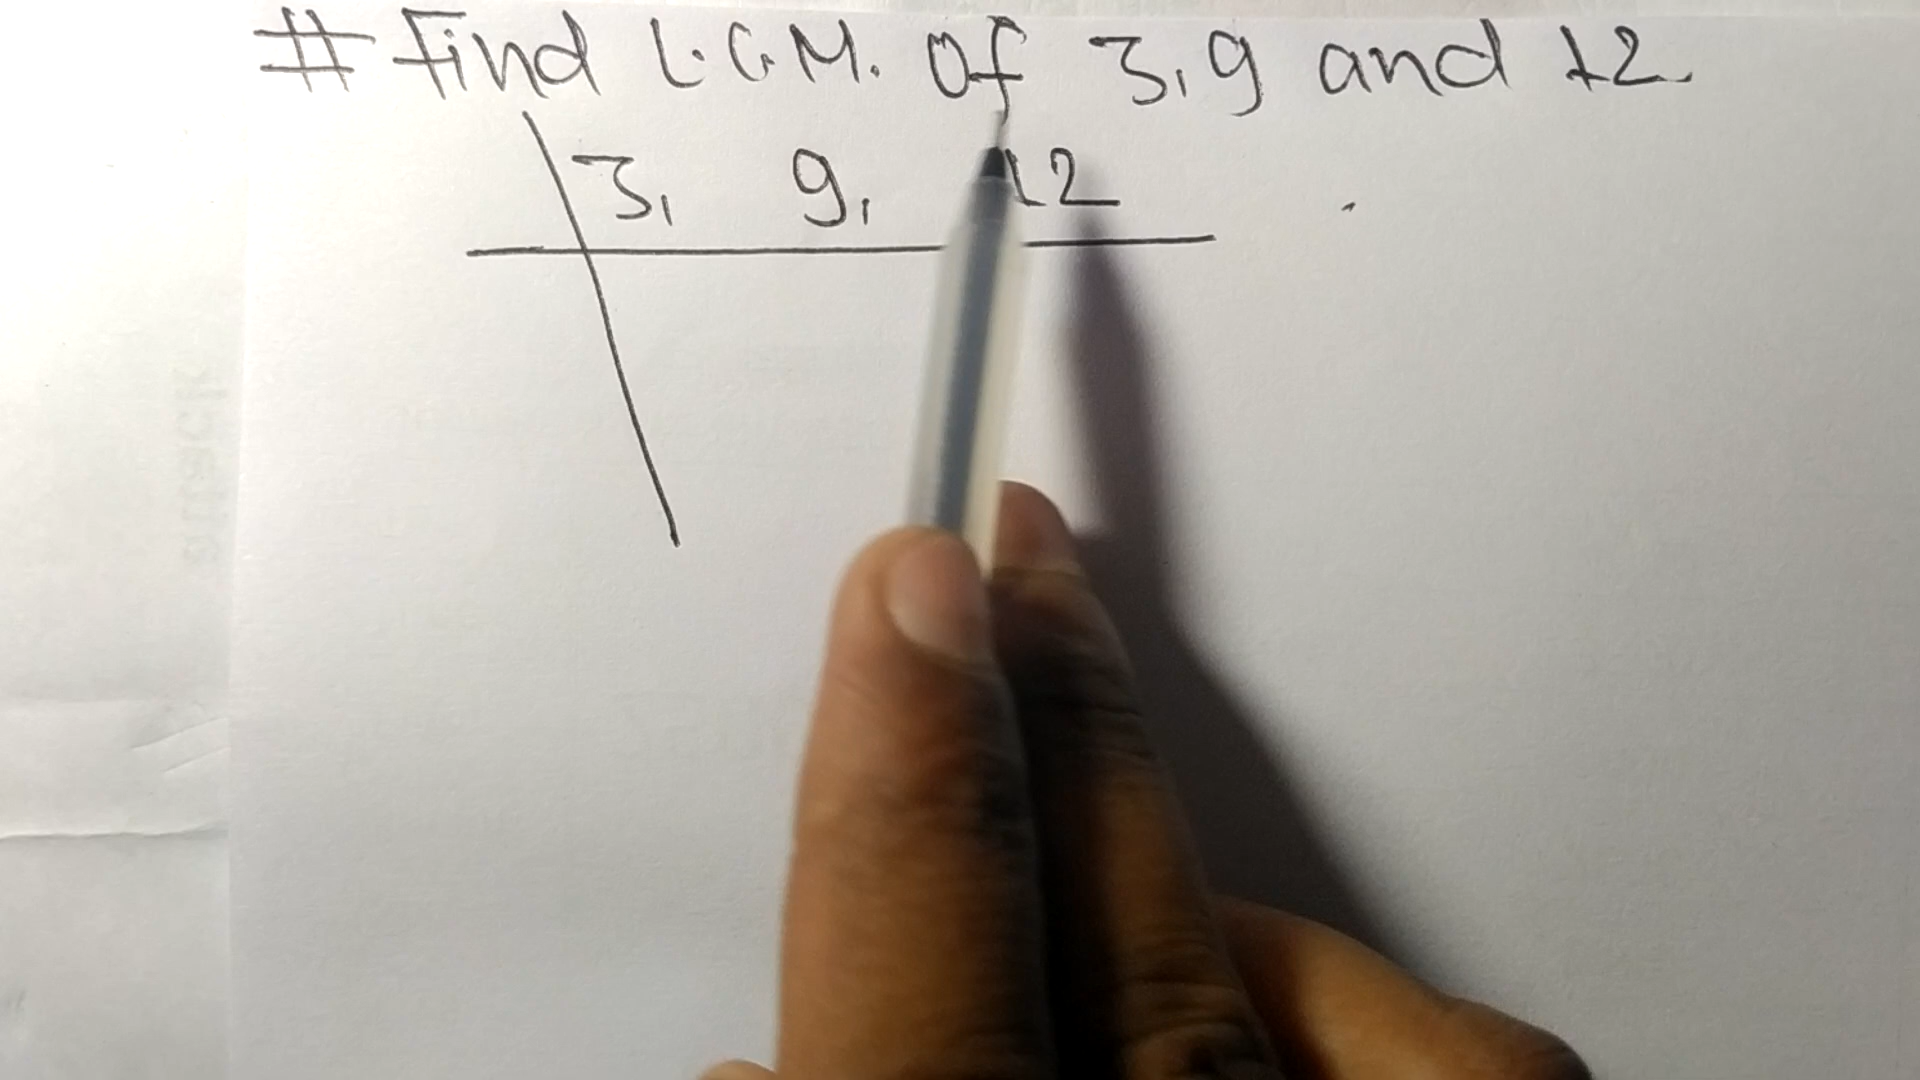 # Find L.C.M. Of 3, 9 and 12
3, 9, 12